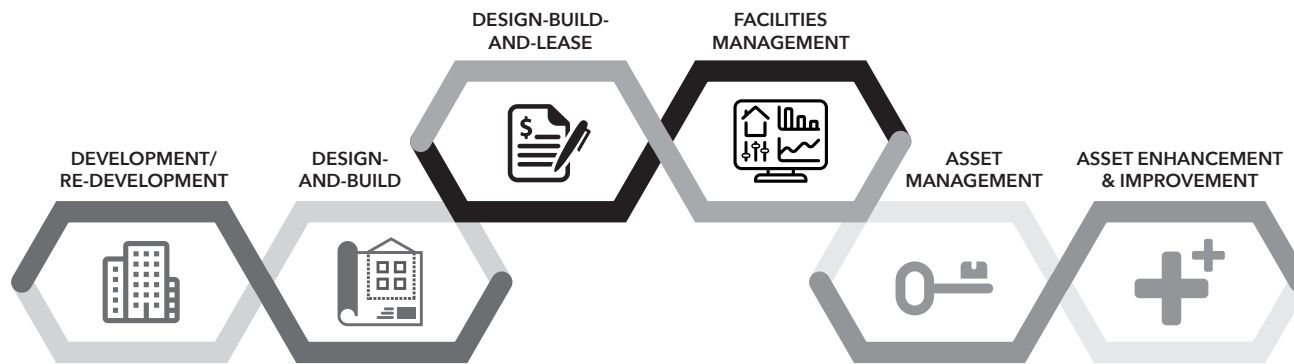 DEVELOPMENT/
RE-DEVELOPMENT
DESIGN-
AND-BUILD
DESIGN-BUILD-
AND-LEASE
$
FACILITIES
MANAGEMENT
ASSET
MANAGEMENT
ASSET ENHANCEMENT
& IMPROVEMENT